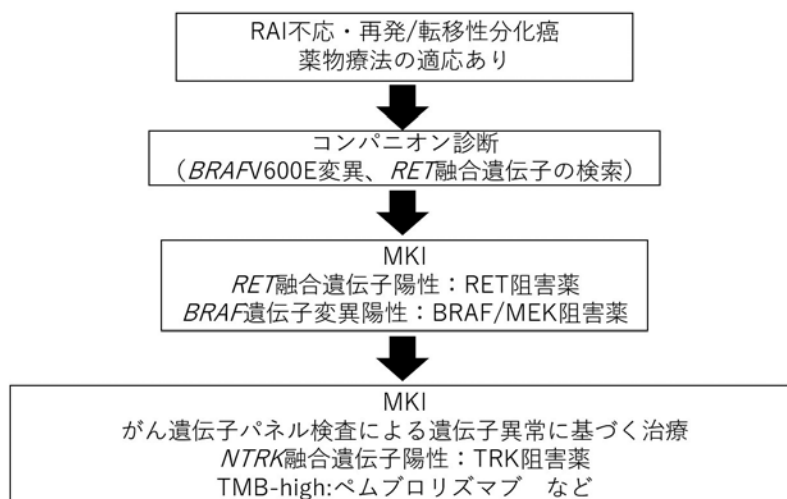 RAI不応・再発/転移性分化癌
薬物療法の適応あり
コンパニオン診断
（BRAFV600E変異、RET融合遺伝子の検索）
MKI
RET融合遺伝子陽性：RET阻害薬
BRAF遺伝子変異陽性：BRAF/MEK阻害薬
MKI
がん遺伝子パネル検査による遺伝子異常に基づく治療
NTRK融合遺伝子陽性：TRK阻害薬
TMB-high:ペムブロリズマブ　など